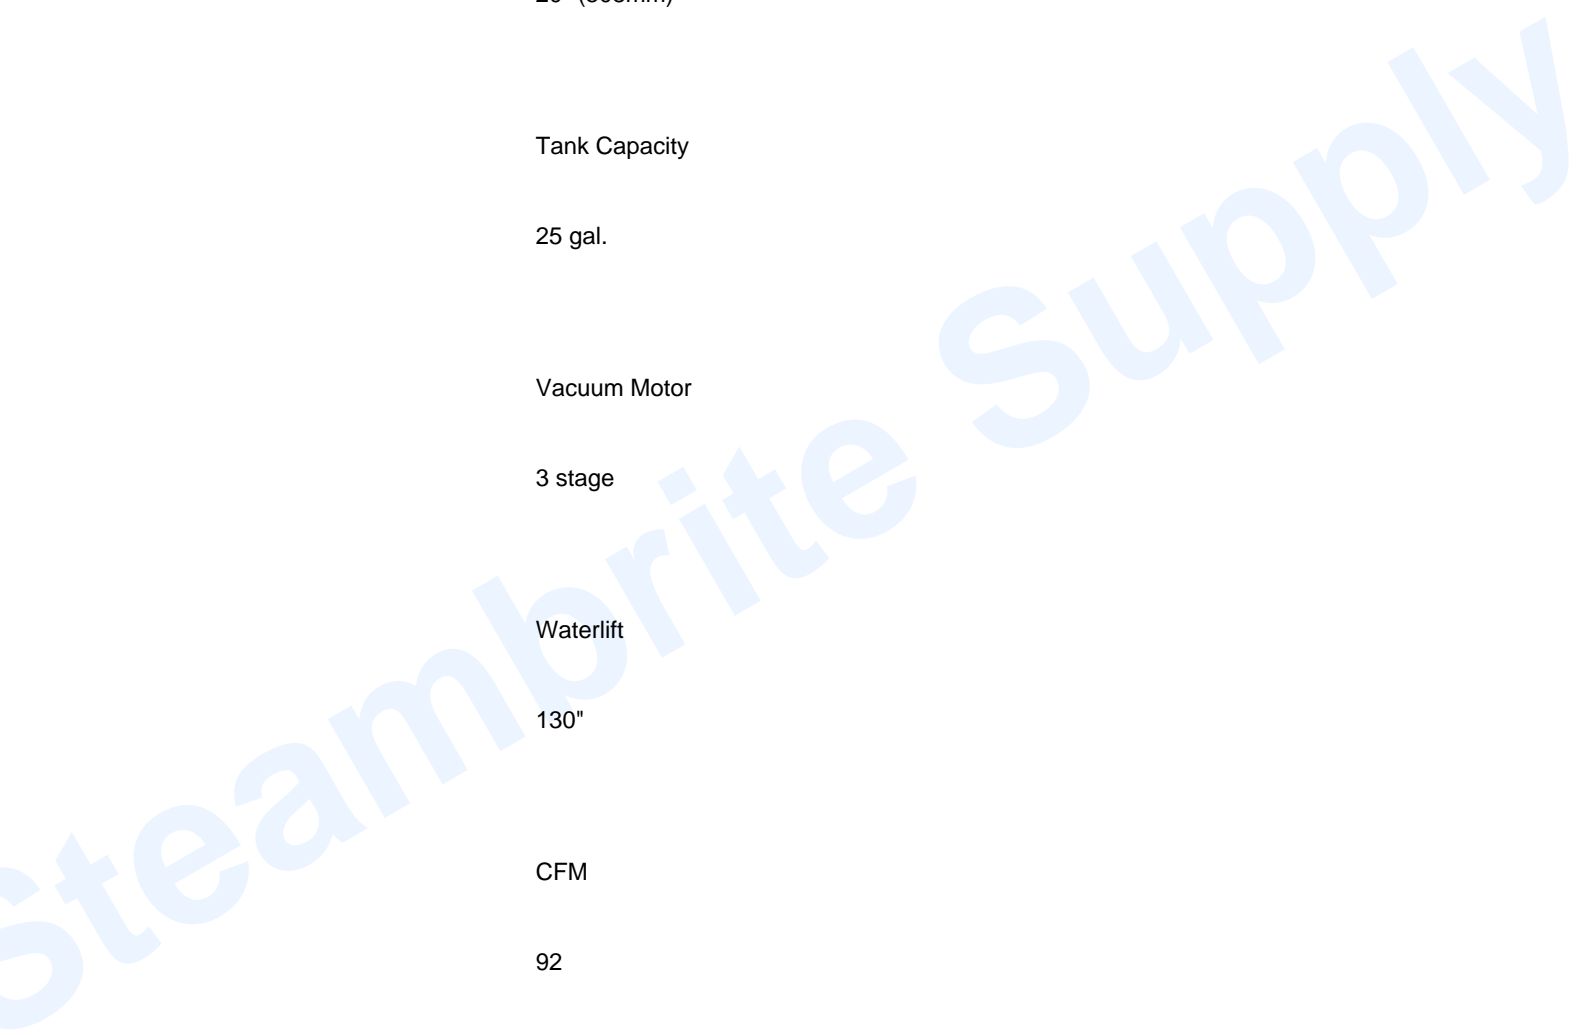 Tank Capacity
25 gal.
Vacuum Motor
3 stage
Waterlift
130"
CFM
92
Steambrite Supply